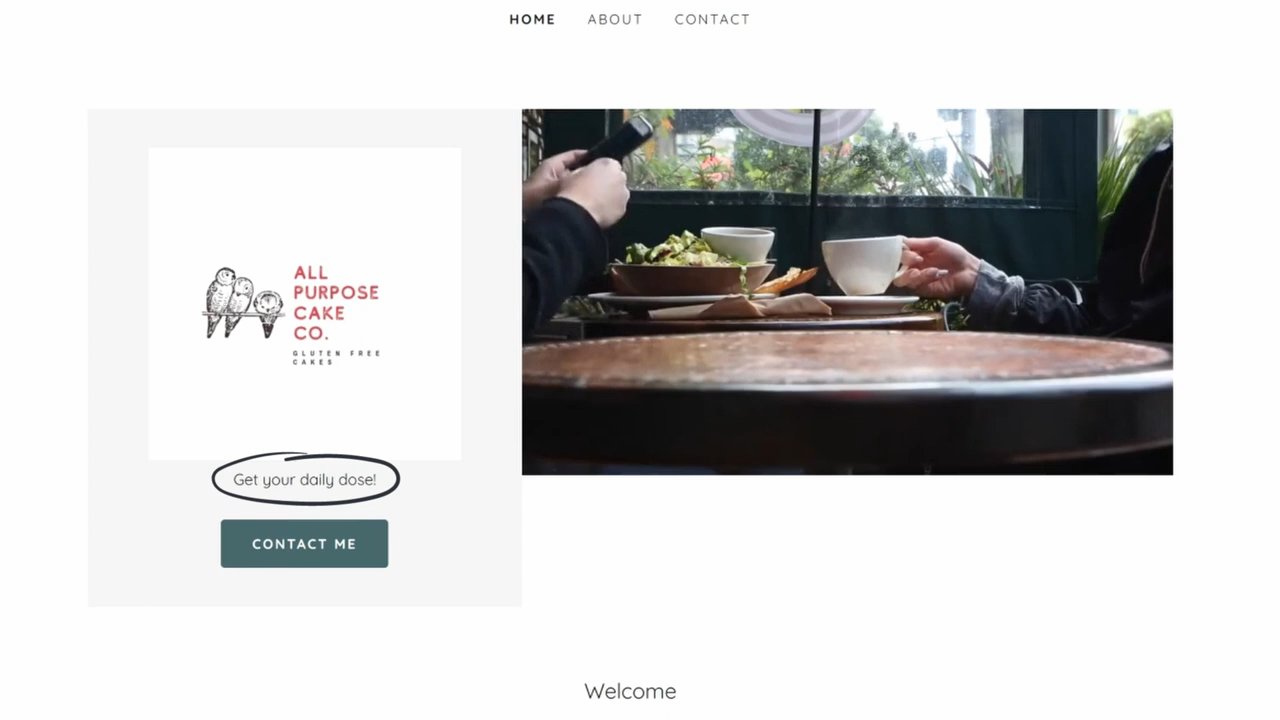 HOME ABOUT CONTACT
ALL
PURPOSE
CAKE
CO.
GLUTEN FREE
CAKES
Get your daily dose!
CONTACT ME
Welcome